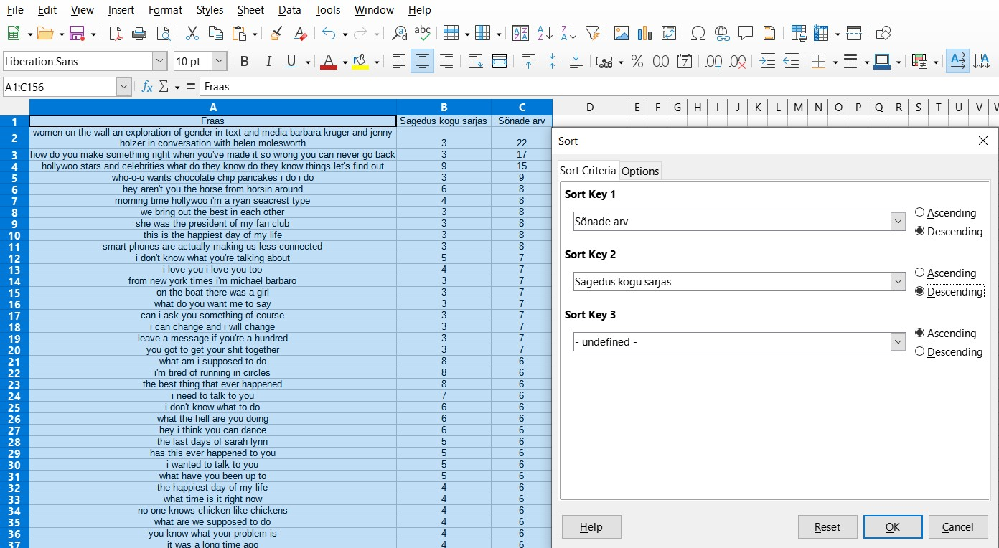 File Edit View Insert Format Styles Sheet Data Tools Window Help
Liberation Sans 10 pt B I U A % 0.0 7
A1:C156 fx Σ = Fraas
A B C D E F G H I J K L M N O P Q R S T U V
1 Fraas Sagedus kogu sarjas Sõnade arv
2 women on the wall an exploration of gender in text and media barbara kruger and jenny
holzer in conversation with helen molesworth 3 22
3 how do you make something right when you've made it so wrong you can never go back 3 17
4 hollywoo stars and celebrities what do they know do they know things let's find out 9 15
5 who-o-o wants chocolate chip pancakes i do i do 3 9
6 hey aren't you the horse from horsin around 6 8
7 morning time hollywoo i'm a ryan seacrest type 4 8
8 we bring out the best in each other 3 8
9 she was the president of my fan club 3 8
10 this is the happiest day of my life 3 8
11 smart phones are actually making us less connected 3 8
12 i don't know what you're talking about 5 7
13 i love you i love you too 4 7
14 from new york times i'm michael barbaro 3 7
15 on the boat there was a girl 3 7
16 what do you want me to say 3 7
17 can i ask you something of course 3 7
18 i can change and i will change 3 7
19 leave a message if you're a hundred 3 7
20 you got to get your shit together 3 7
21 what am i supposed to do 8 6
22 i'm tired of running in circles 8 6
23 the best thing that ever happened 8 6
24 i need to talk to you 7 6
25 i don't know what to do 6 6
26 what the hell are you doing 6 6
27 hey i think you can dance 6 6
28 the last days of sarah lynn 5 6
29 has this ever happened to you 5 6
30 i wanted to talk to you 5 6
31 what have you been up to 5 6
32 the happiest day of my life 4 6
33 what time is it right now 4 6
34 no one knows chicken like chickens 4 6
35 what are we supposed to do 4 6
36 you know what your problem is 4 6
37 it was a long time ago 4 6
Sort
Sort Criteria Options
Sort Key 1
Sõnade arv
Ascending
Descending
Sort Key 2
Sagedus kogu sarjas
Ascending
Descending
Sort Key 3
- undefined -
Ascending
Descending
Help Reset OK Cancel